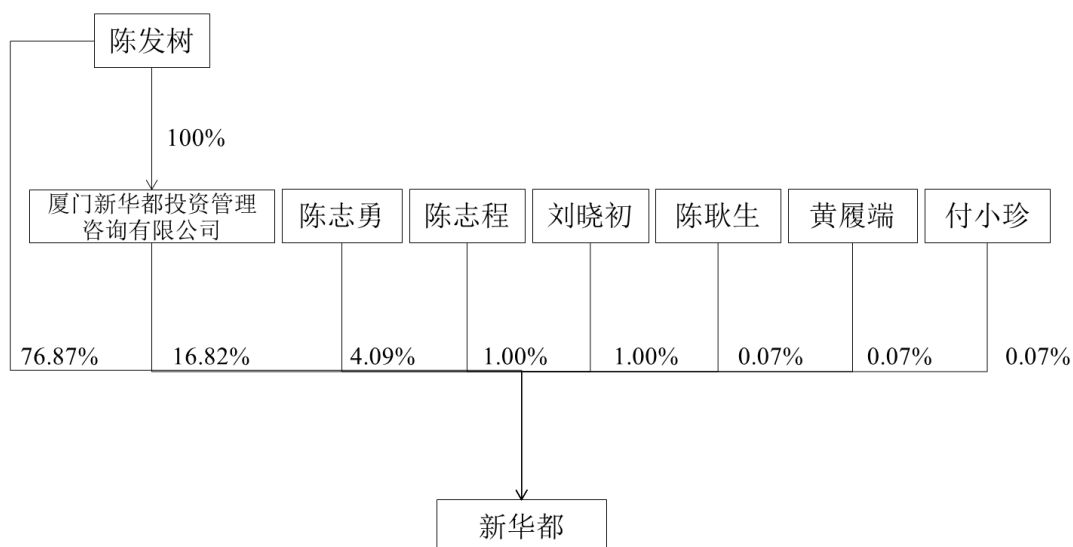 陈发树
100%
厦门新华都投资管理
咨询有限公司
陈志勇
陈志程
刘晓初
陈耿生
黄履端
付小珍
76.87%
16.82%
4.09%
1.00%
1.00%
0.07%
0.07%
0.07%
新华都